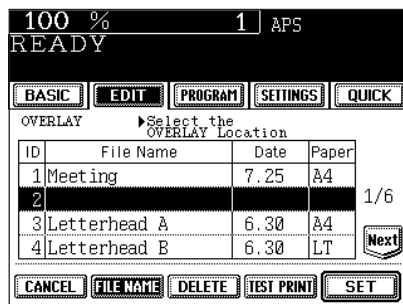 100 % 1 APS
READY
BASIC EDIT PROGRAM SETTINGS QUICK
OVERLAY ▶Select the
OVERLAY Location
ID File Name Date Paper
1 Meeting 7.25 A4
2
3 Letterhead A 6.30 A4
4 Letterhead B 6.30 LT
1/6
Next
CANCEL FILE NAME DELETE TEST PRINT SET